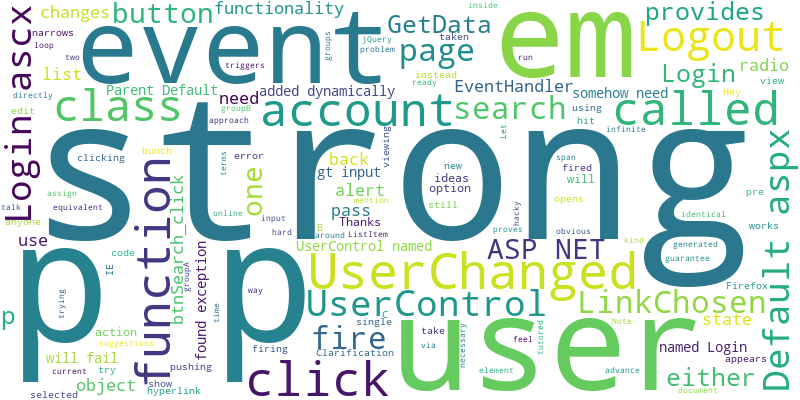 strong
p p
user
event
em
click
function
UserChanged
account
called
class
search
Logout
Login ascx
Default aspx
UserControl
LinkChosen
fire
ASP NET
page
button
GetData
provides
functionality
changes
list
Parent Default
need
added dynamically
EventHandler
somehow need
Login
radio
either
object
state
named Login
one
back
gt input
alert
pass
use
p
btnSearch_click
found exception
UserControl named
will fail
try
action
code
IE
show
hyperlink
pushing
selected
current
suggestions
trying
equivalent
assign
anyone
talk
edit
directly
narrows
loop
two
triggers
groups
jQuery
problem
taken
instead
ready
inside
run
view
Hey
infinite
using
hit
clicking
bunch
error
terms
approach
groupB
online
input
hard
B
around
ListItem
Thanks
mention
still
option
ideas
new
viewing
Let
span
fired
will
opens
obvious
hacky
proves
works
pre
identical
generated
guarantee
kind
Firefox
appears
document
advance
Note
feel
tutored
necessary
take
via
element
single
C
Clarification
firing
way
time
groupA